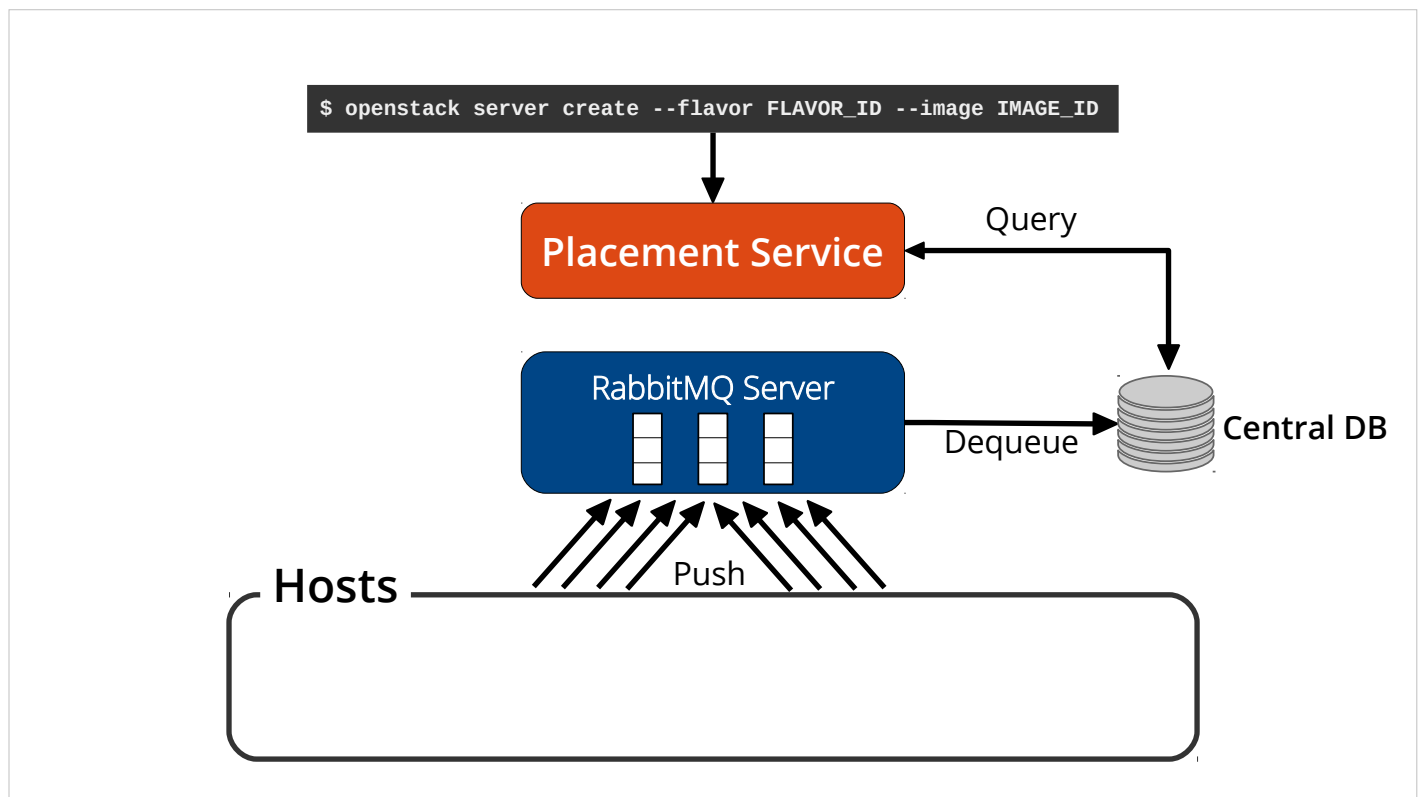 $ openstack server create --flavor FLAVOR_ID --image IMAGE_ID
Query
Placement Service
RabbitMQ Server
Dequeue
Central DB
Push
Hosts